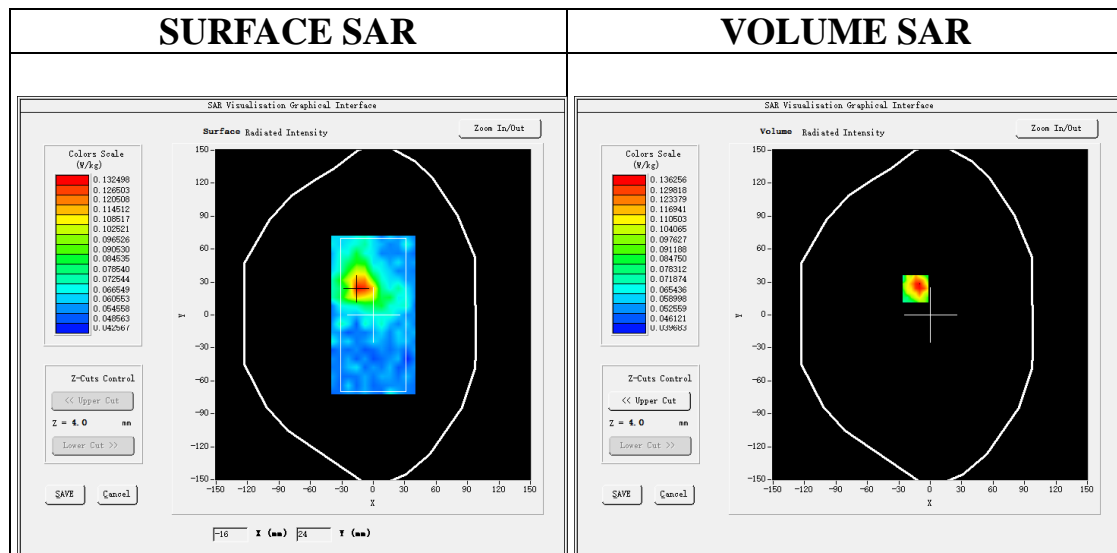 SURFACE SAR
VOLUME SAR
SAR Visualisation Graphical Interface
Surface Radiated Intensity
Zoom In/Out
Colors Scale
(W/kg)
0.132498
0.126503
0.120508
0.114512
0.108517
0.102521
0.096526
0.090530
0.084535
0.078540
0.072544
0.066549
0.060553
0.054558
0.048563
0.042567
150
120
90
60
30
0
-30
-60
-90
-120
-150
Y
-150 -120 -90 -60 -30 0 30 60 90 120 150
X
Z-Cuts Control
<< Upper Cut
Z = 4.0 mm
Lower Cut >>
SAVE Cancel
-16 X (mm) 24 Y (mm)
SAR Visualisation Graphical Interface
Volume Radiated Intensity
Zoom In/Out
Colors Scale
(W/kg)
0.136256
0.129818
0.123379
0.116941
0.110503
0.104065
0.097627
0.091188
0.084750
0.078312
0.071874
0.065436
0.058998
0.052559
0.046121
0.039683
150
120
90
60
30
0
-30
-60
-90
-120
-150
Y
-150 -120 -90 -60 -30 0 30 60 90 120 150
X
Z-Cuts Control
<< Upper Cut
Z = 4.0 mm
Lower Cut >>
SAVE Cancel